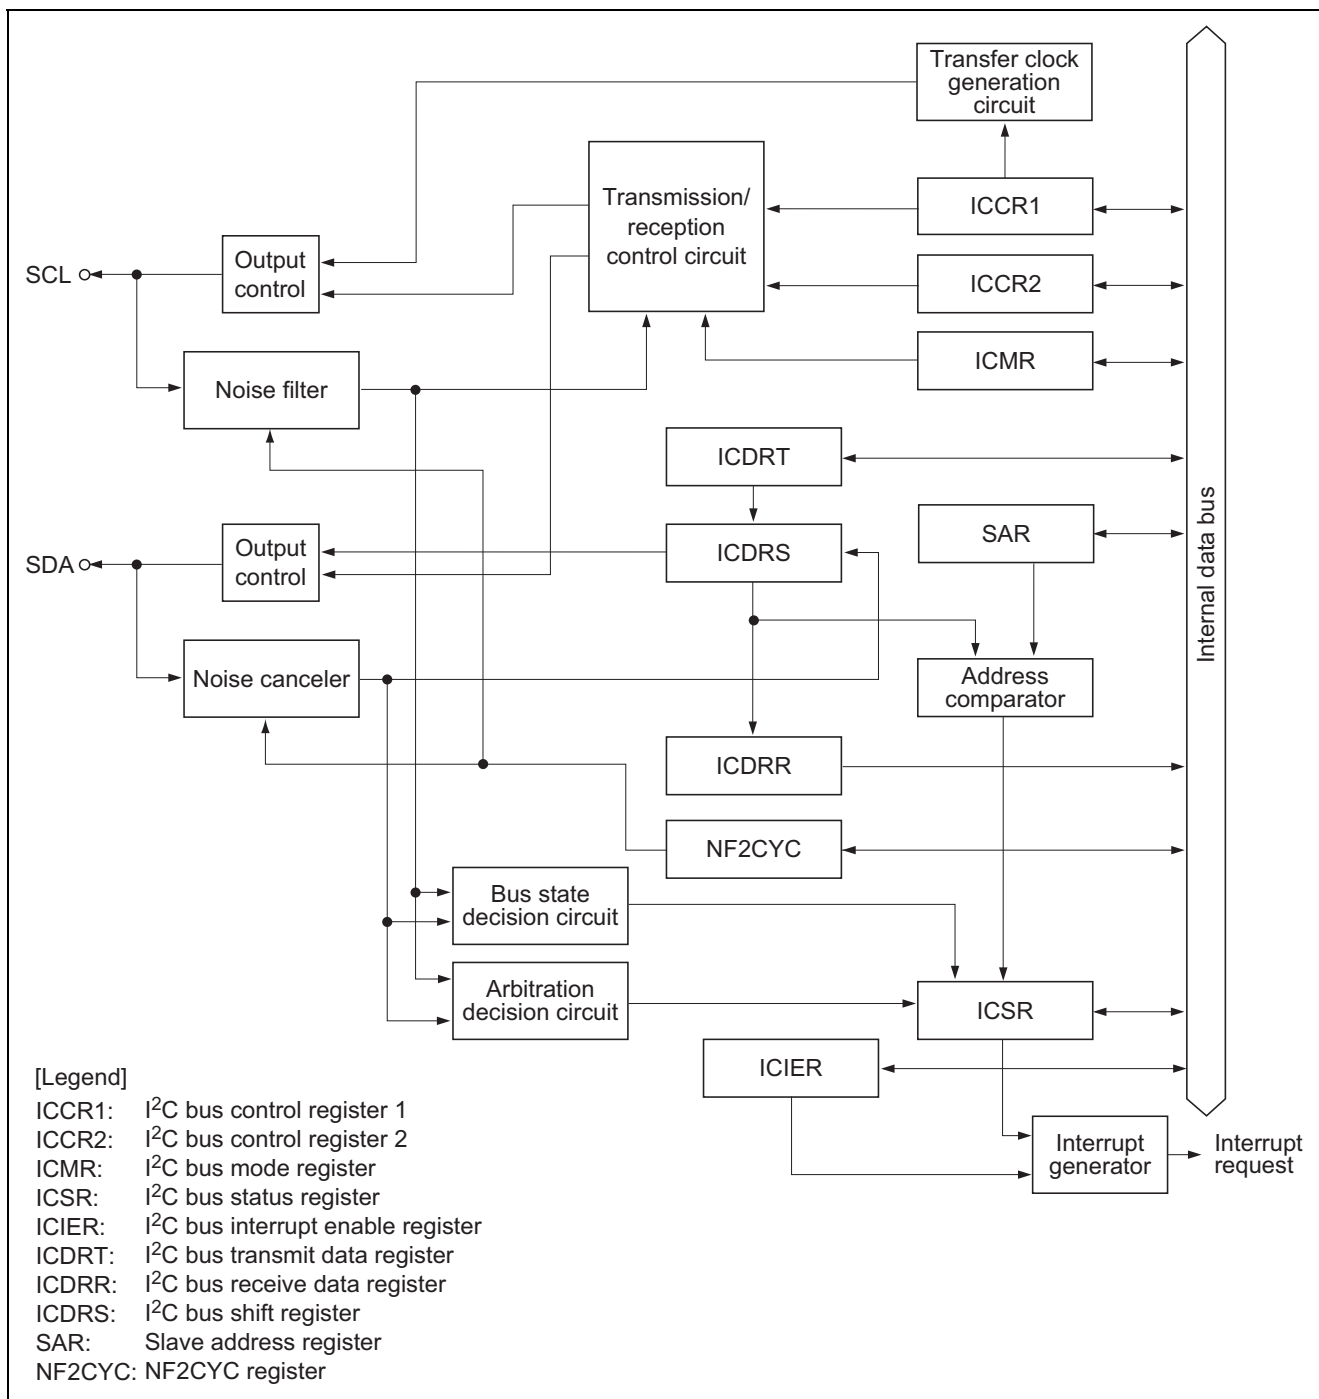 Transfer clock
generation
circuit
Transmission/
reception
control circuit
ICCR1
Output
control
SCL
ICCR2
ICMR
Noise filter
ICDRT
SAR
Internal data bus
Output
control
ICDRS
SDA
Noise canceler
Address
comparator
ICDRR
NF2CYC
Bus state
decision circuit
Arbitration
decision circuit
ICSR
ICIER
Interrupt
generator
Interrupt
request
[Legend]
ICCR1: I²C bus control register 1
ICCR2: I²C bus control register 2
ICMR: I²C bus mode register
ICSR: I²C bus status register
ICIER: I²C bus interrupt enable register
ICDRT: I²C bus transmit data register
ICDRR: I²C bus receive data register
ICDRS: I²C bus shift register
SAR: Slave address register
NF2CYC: NF2CYC register